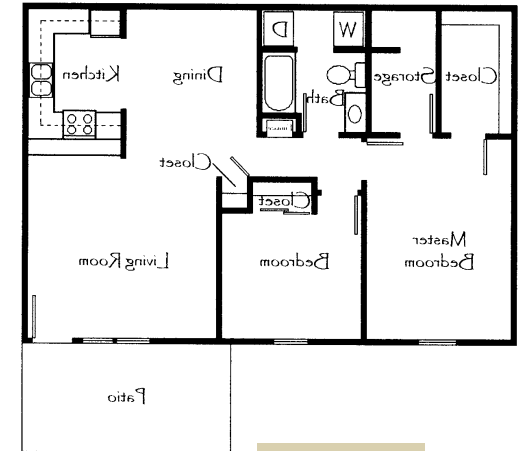 D
W
Kitchen
Dining
Storage
Closet
Bath
Closet
Closet
Master
Bedroom
Living Room
Bedroom
Patio